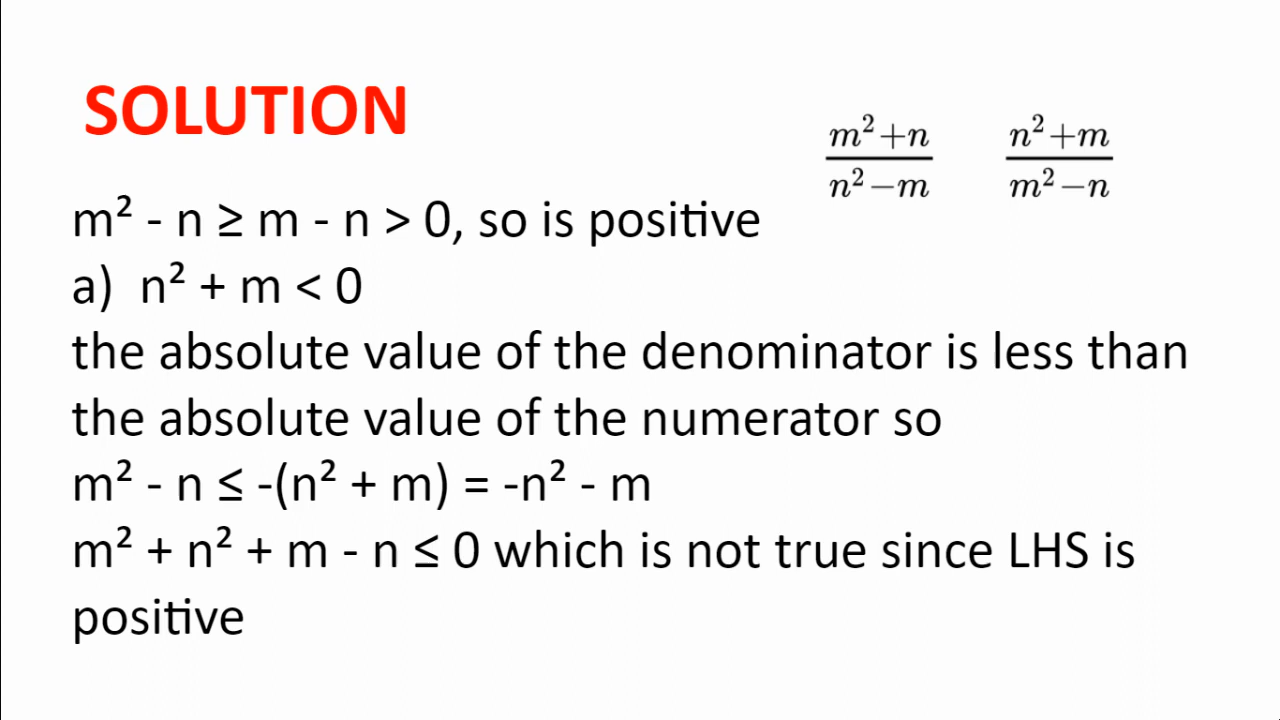 SOLUTION
m² + n n² + m
n² − m m² − n
m² - n ≥ m - n > 0, so is positive
a) n² + m < 0
the absolute value of the denominator is less than
the absolute value of the numerator so
m² - n ≤ -(n² + m) = -n² - m
m² + n² + m - n ≤ 0 which is not true since LHS is
positive